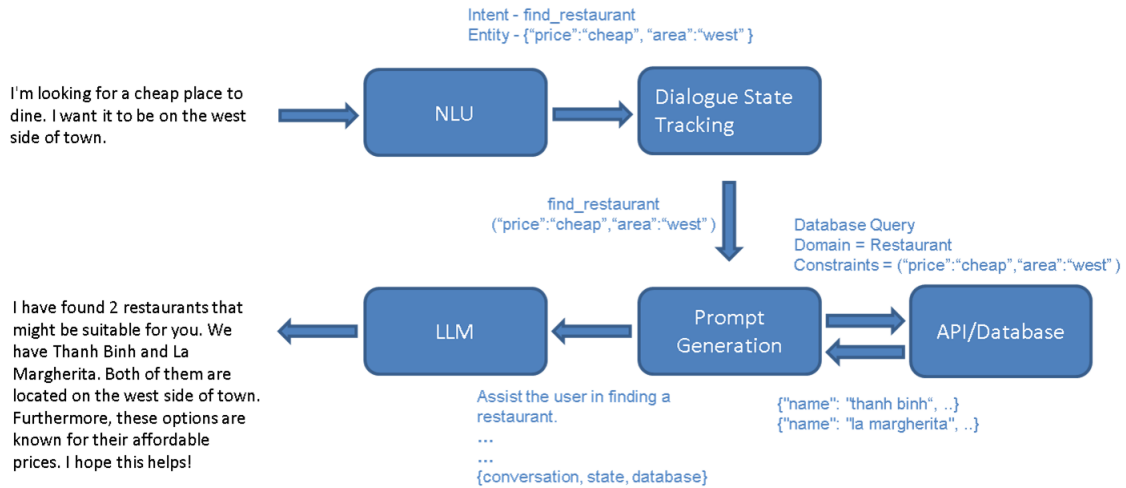 Intent - find_restaurant
Entity - {“price”:“cheap”, “area”:“west” }
I'm looking for a cheap place to
dine. I want it to be on the west
side of town.
NLU
Dialogue State
Tracking
find_restaurant
(“price”:“cheap”,“area”:“west” )
Database Query
Domain = Restaurant
Constraints = (“price”:“cheap”,“area”:“west” )
I have found 2 restaurants that
might be suitable for you. We
have Thanh Binh and La
Margherita. Both of them are
located on the west side of town.
Furthermore, these options are
known for their affordable
prices. I hope this helps!
LLM
Prompt
Generation
API/Database
Assist the user in finding a
restaurant.
...
...
{conversation, state, database}
{"name": "thanh binh“, ..}
{"name": "la margherita", ..}